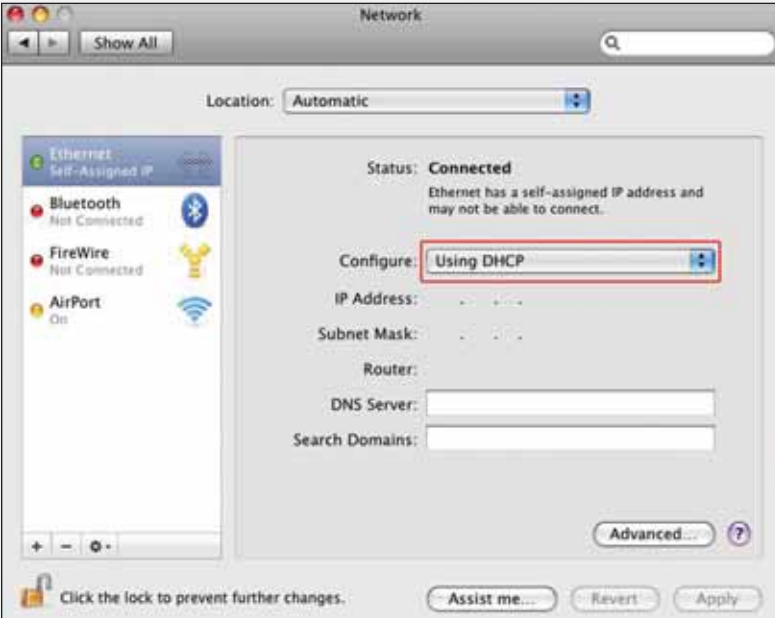 Network
Show All
Location: Automatic
Ethernet
Self-Assigned IP
Bluetooth
Not Connected
FireWire
Not Connected
AirPort
On
Status: Connected
Ethernet has a self-assigned IP address and
may not be able to connect.
Configure: Using DHCP
IP Address: . . .
Subnet Mask: . . .
Router:
DNS Server:
Search Domains:
Advanced...
?
+ −
Click the lock to prevent further changes.
Assist me...
Revert
Apply